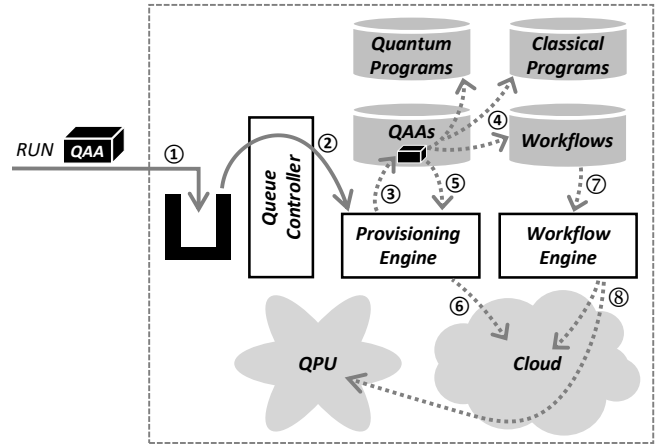 Quantum
Programs
Classical
Programs
RUN QAA
①
②
QAAs
④
Workflows
Queue
Controller
③
⑤
⑦
Provisioning
Engine
Workflow
Engine
⑥
⑧
QPU
Cloud